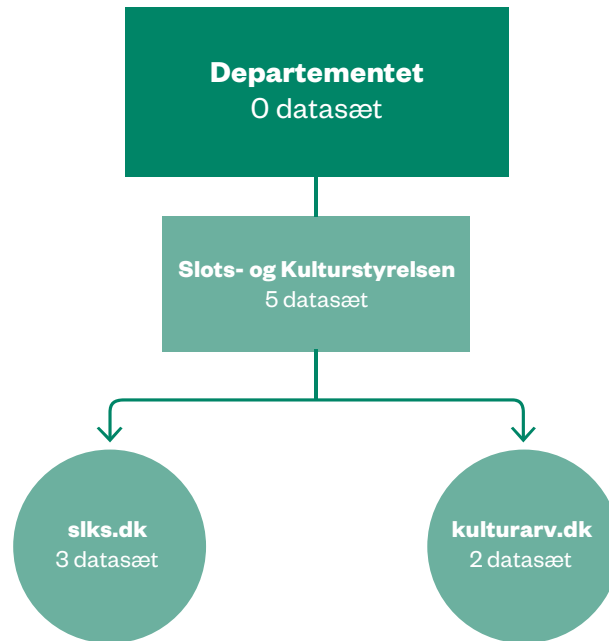 Departementet
0 datasæt
Slots- og Kulturstyrelsen
5 datasæt
slks.dk
3 datasæt
kulturarv.dk
2 datasæt